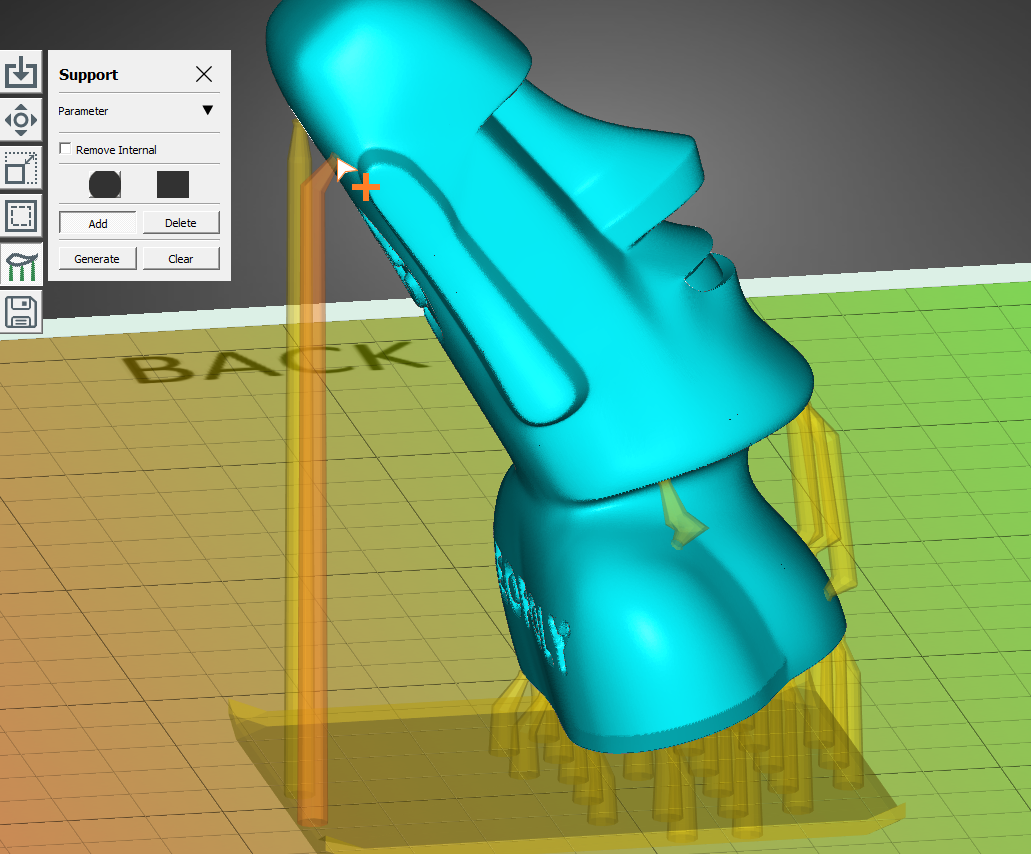 Support
Parameter
Remove Internal
Add
Delete
Generate
Clear
BACK